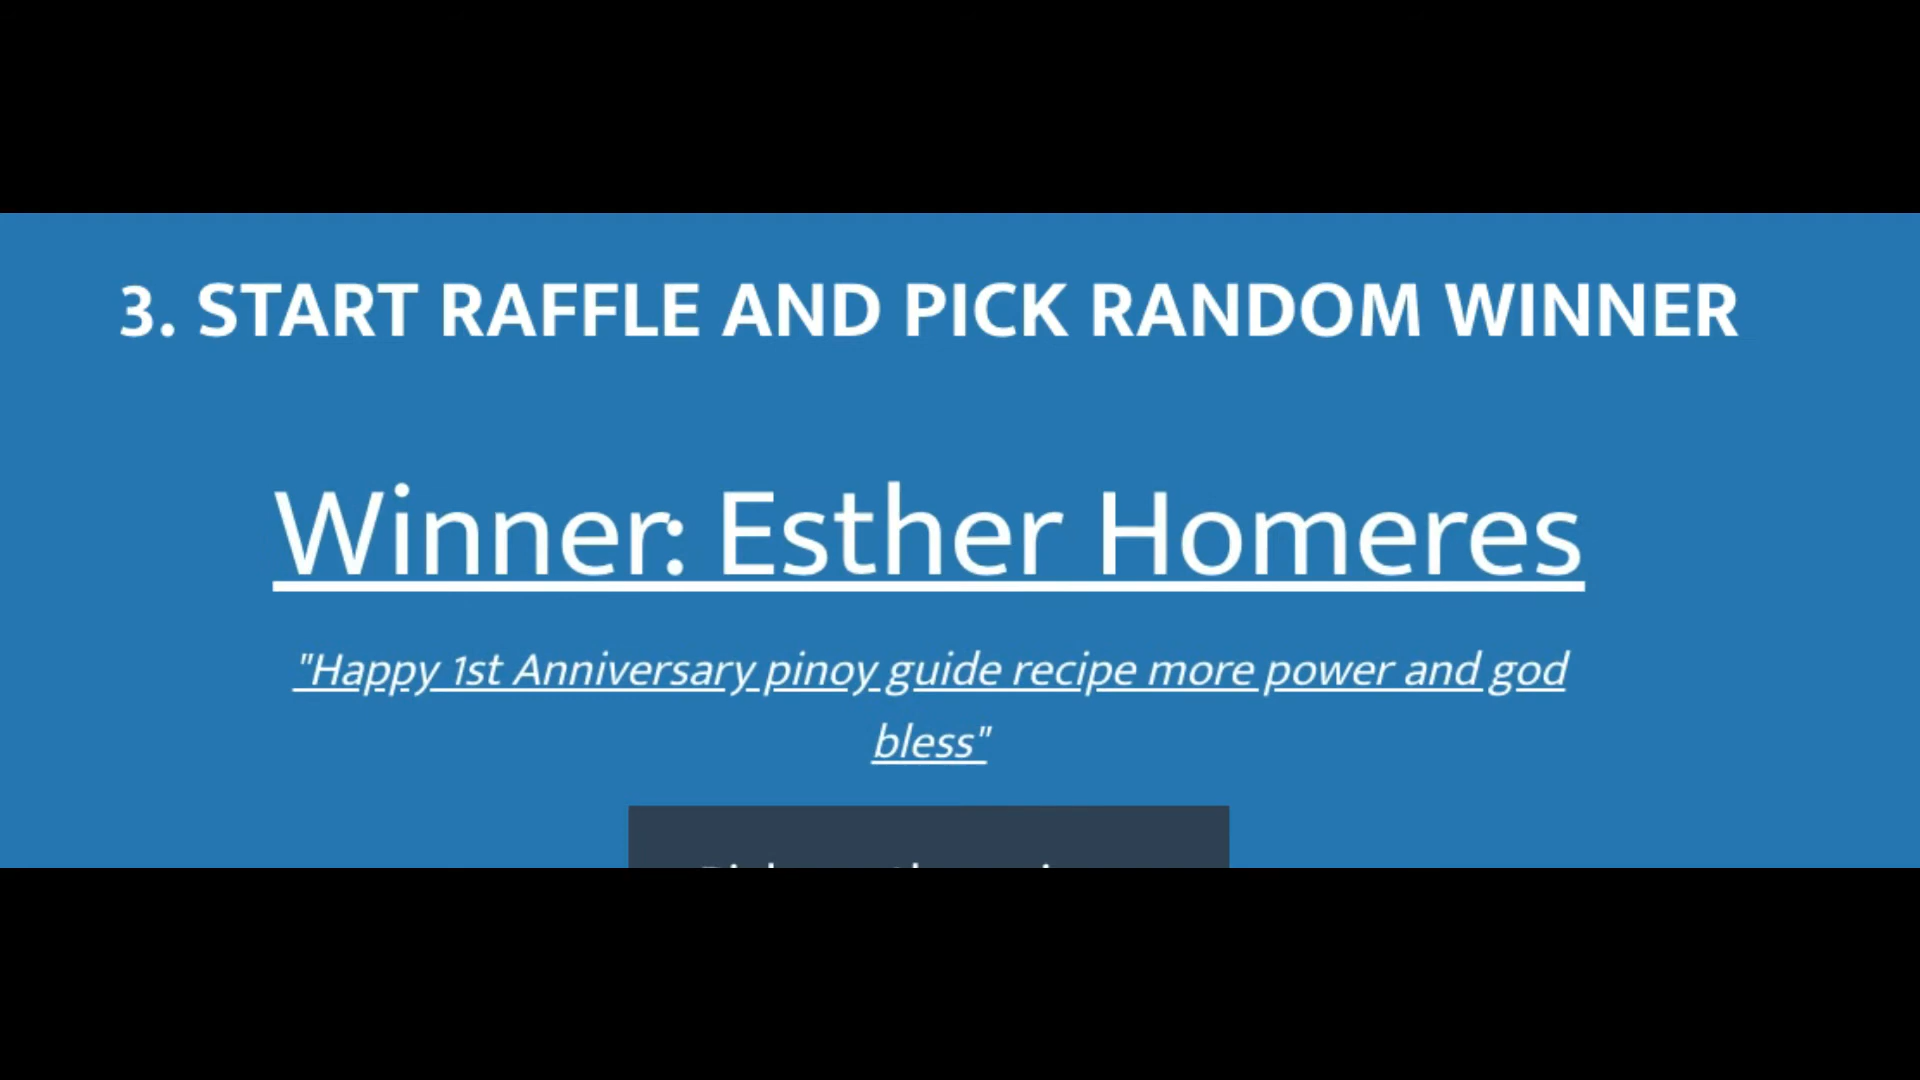 3. START RAFFLE AND PICK RANDOM WINNER
Winner: Esther Homeres
"Happy 1st Anniversary pinoy guide recipe more power and god
bless"